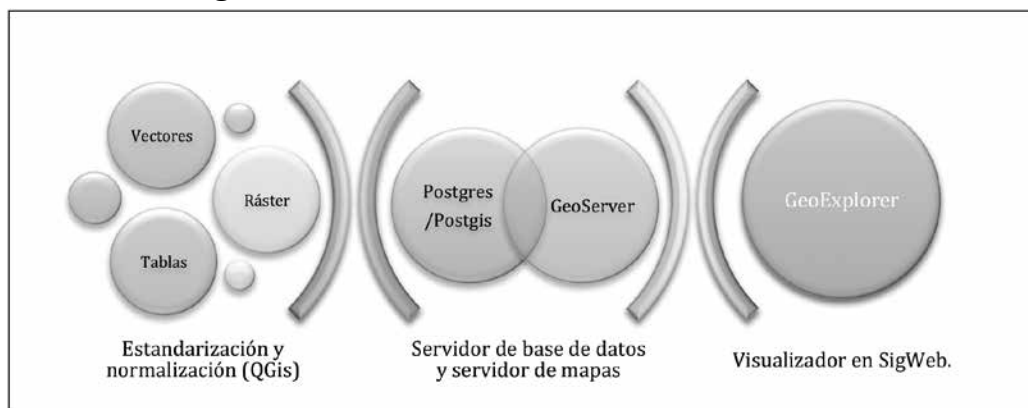 Vectores
Ráster
Tablas
Postgres
/Postgis
GeoServer
GeoExplorer
Estandarización y
normalización (QGis)
Servidor de base de datos
y servidor de mapas
Visualizador en SigWeb.